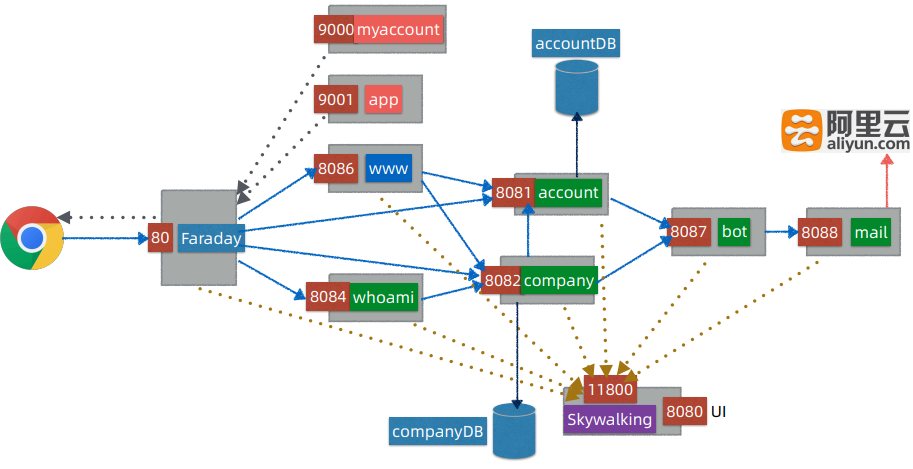 9000 myaccount
accountDB
9001 app
阿里云
aliyun.com
8086 www
8081 account
80 Faraday
8087 bot
8088 mail
8082 company
8084 whoami
11800
Skywalking
8080 UI
companyDB